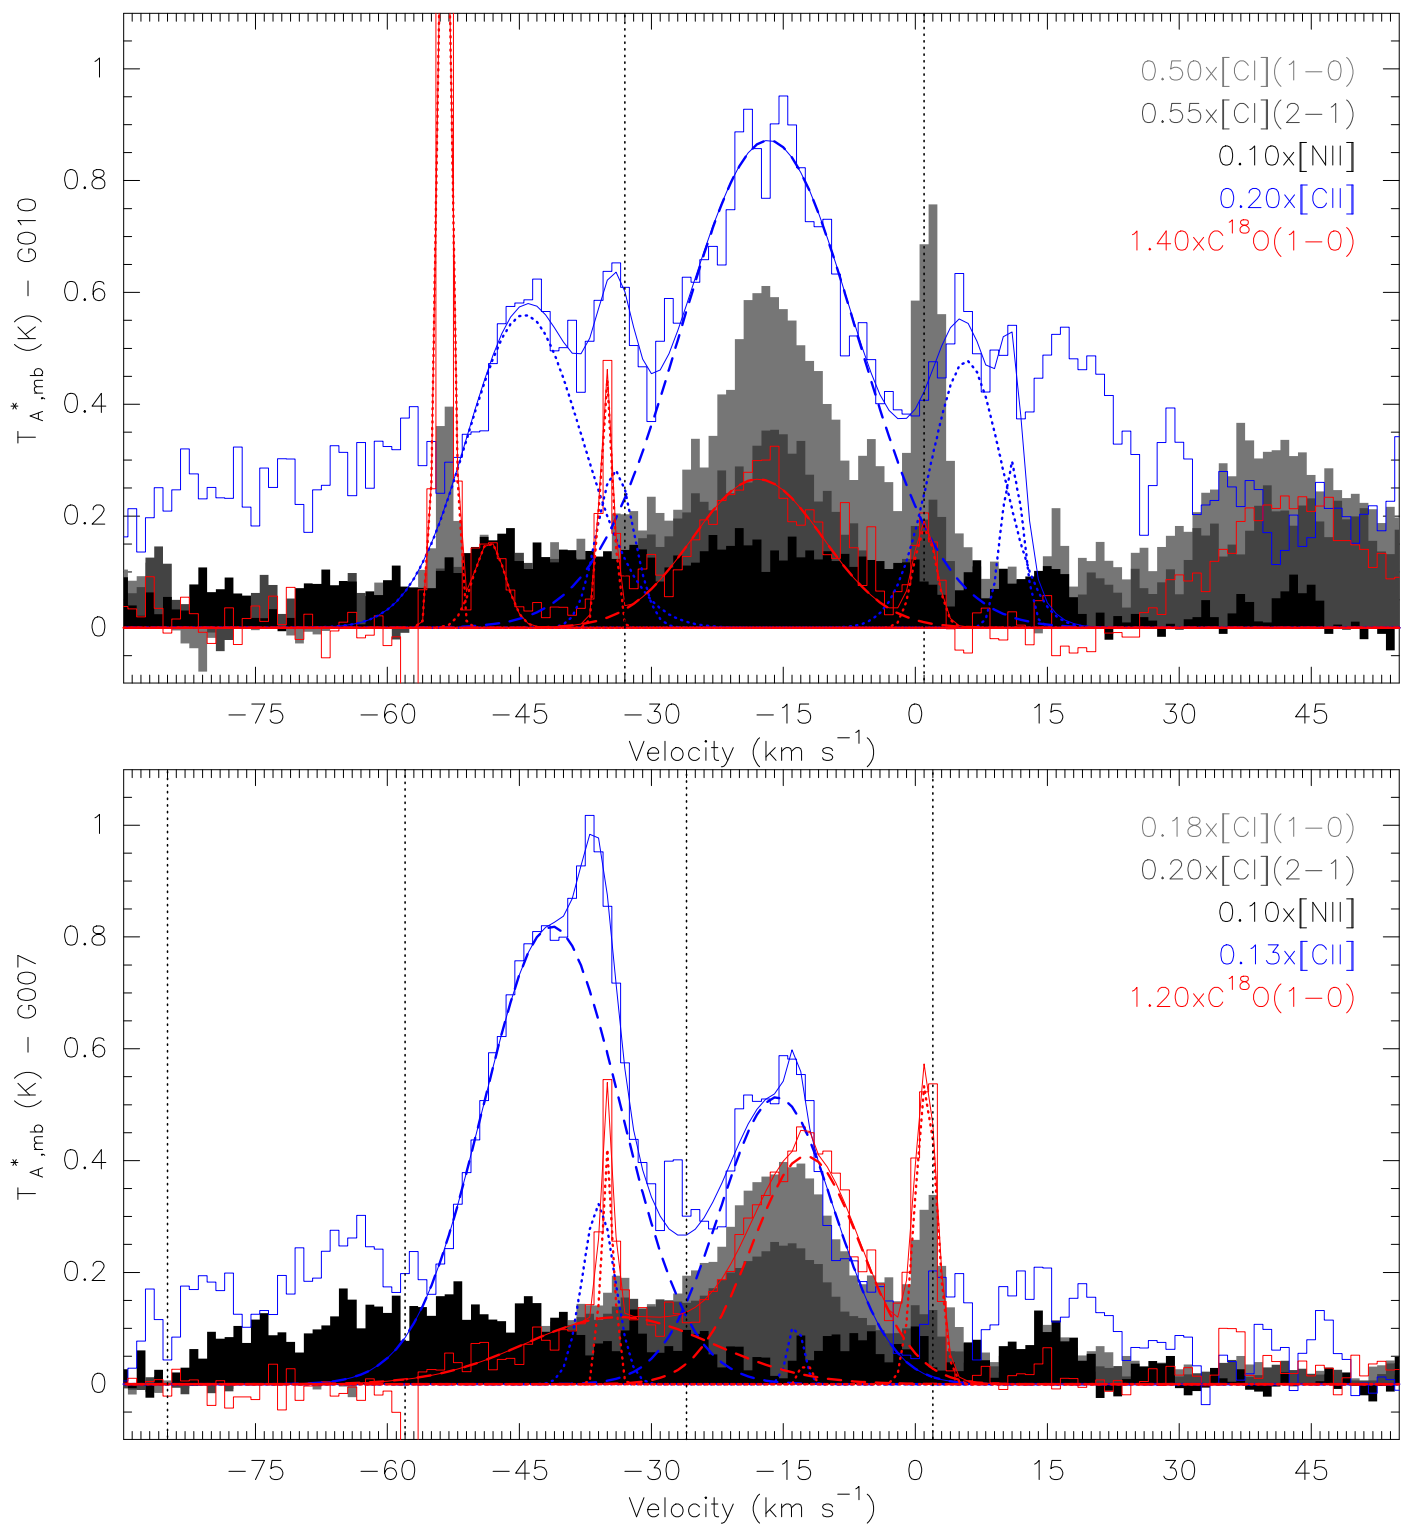 0.50x[CI](1−0)
0.55x[CI](2−1)
0.10x[NII]
0.20x[CII]
1.40xC¹⁸O(1−0)
T*A,mb (K) − G010
1
0.8
0.6
0.4
0.2
0
−75 −60 −45 −30 −15 0 15 30 45
Velocity (km s⁻¹)
0.18x[CI](1−0)
0.20x[CI](2−1)
0.10x[NII]
0.13x[CII]
1.20xC¹⁸O(1−0)
T*A,mb (K) − G007
1
0.8
0.6
0.4
0.2
0
−75 −60 −45 −30 −15 0 15 30 45
Velocity (km s⁻¹)